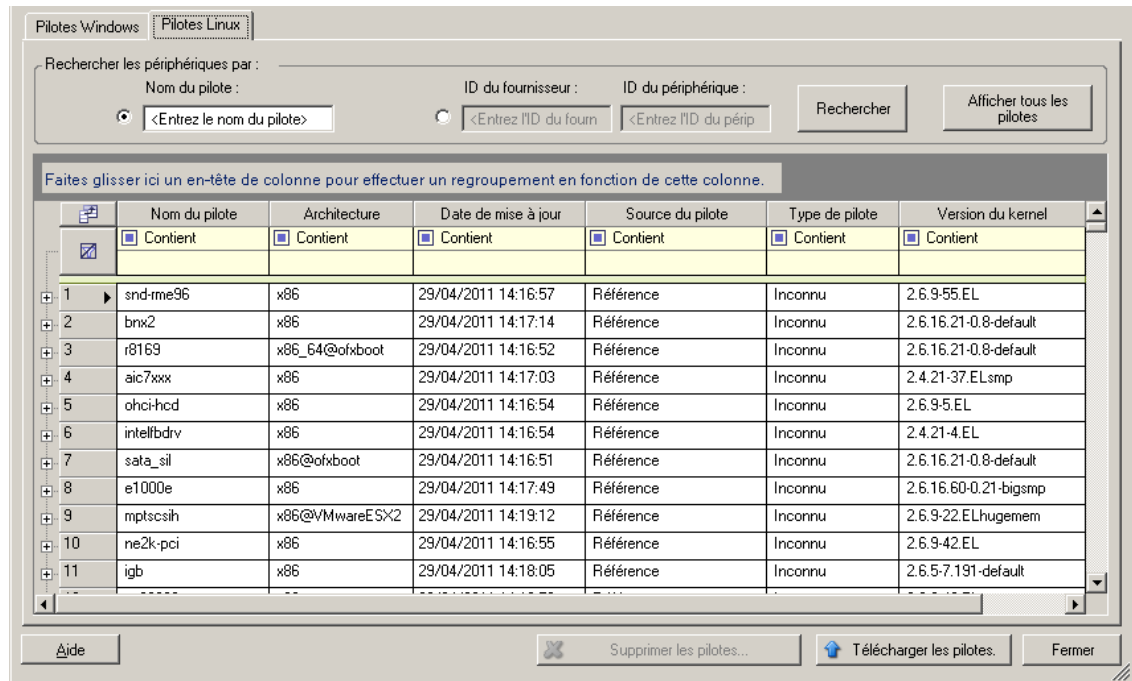 Pilotes Windows Pilotes Linux
Rechercher les périphériques par :
Nom du pilote : ID du fournisseur : ID du périphérique :
<Entrez le nom du pilote> <Entrez l'ID du fourn <Entrez l'ID du périp Rechercher Afficher tous les
pilotes
Faites glisser ici un en-tête de colonne pour effectuer un regroupement en fonction de cette colonne.
Nom du pilote Architecture Date de mise à jour Source du pilote Type de pilote Version du kernel
Contient Contient Contient Contient Contient Contient
1 snd-rme96 x86 29/04/2011 14:16:57 Référence Inconnu 2.6.9-55.EL
2 bnx2 x86 29/04/2011 14:17:14 Référence Inconnu 2.6.16.21-0.8-default
3 r8169 x86_64@ofxboot 29/04/2011 14:16:52 Référence Inconnu 2.6.16.21-0.8-default
4 aic7xxx x86 29/04/2011 14:17:03 Référence Inconnu 2.4.21-37.ELsmp
5 ohci-hcd x86 29/04/2011 14:16:54 Référence Inconnu 2.6.9-5.EL
6 intelfbdrv x86 29/04/2011 14:16:54 Référence Inconnu 2.4.21-4.EL
7 sata_sil x86@ofxboot 29/04/2011 14:16:51 Référence Inconnu 2.6.16.21-0.8-default
8 e1000e x86 29/04/2011 14:17:49 Référence Inconnu 2.6.16.60-0.21-bigsmp
9 mptscsih x86@VMwareESX2 29/04/2011 14:19:12 Référence Inconnu 2.6.9-22.ELhugemem
10 ne2k-pci x86 29/04/2011 14:16:55 Référence Inconnu 2.6.9-42.EL
11 igb x86 29/04/2011 14:18:05 Référence Inconnu 2.6.5-7.191-default
Aide Supprimer les pilotes... Télécharger les pilotes. Fermer